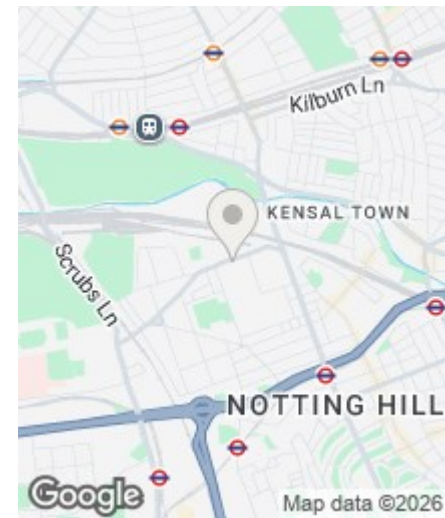 Kilburn Ln
KENSAL TOWN
Scrubs Ln
NOTTING HILL
Google
Map data ©2026